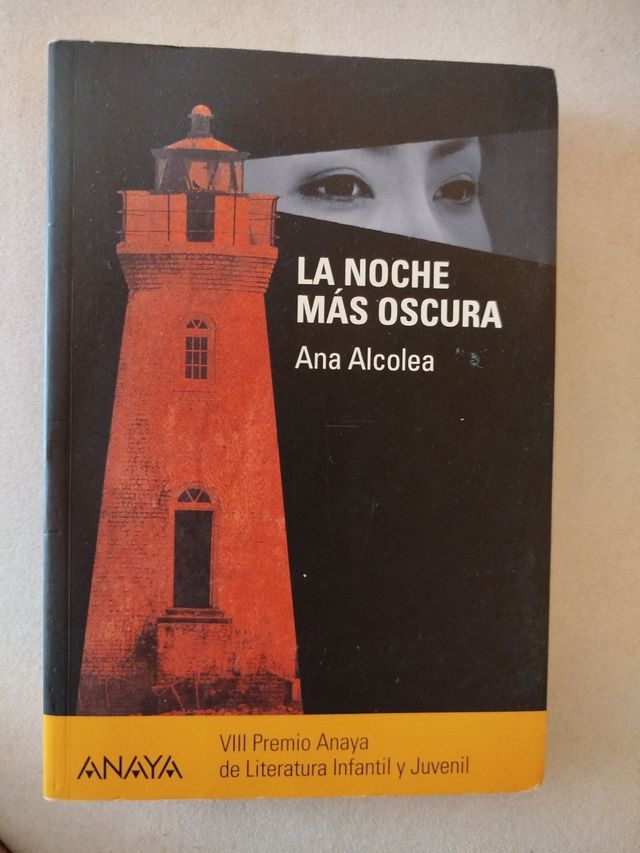 LA NOCHE
MÁS OSCURA
Ana Alcolea
VIII Premio Anaya
de Literatura Infantil y Juvenil
ANAYA